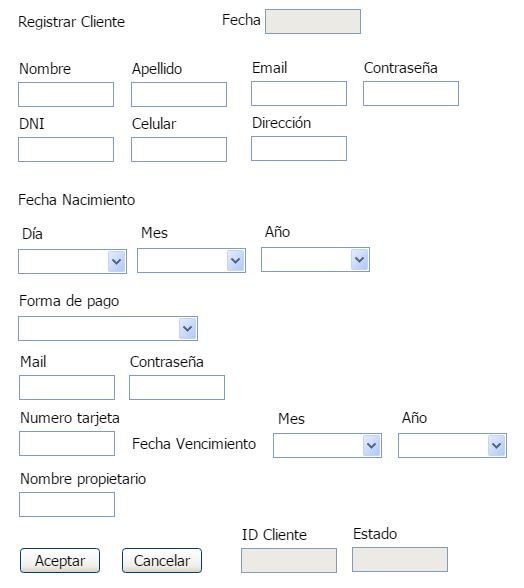 Registrar Cliente Fecha
Nombre Apellido Email Contraseña
DNI Celular Dirección
Fecha Nacimiento
Día Mes Año
Forma de pago
Mail Contraseña
Numero tarjeta Mes Año
Fecha Vencimiento
Nombre propietario
ID Cliente Estado
Aceptar Cancelar